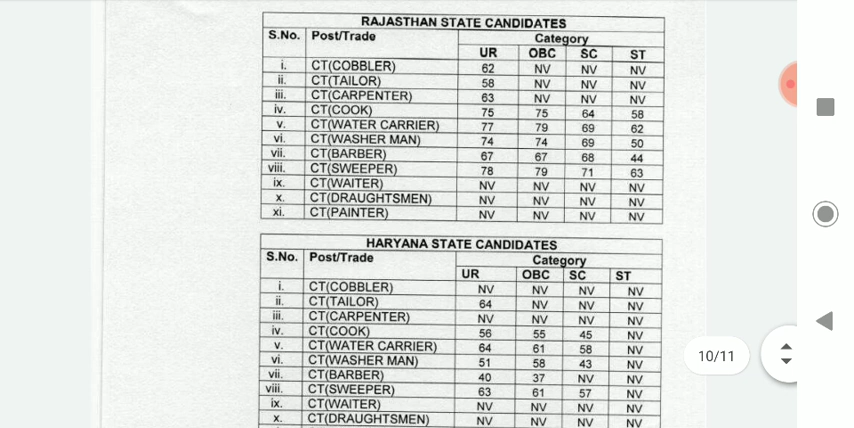 RAJASTHAN STATE CANDIDATES
S.No. Post/Trade Category
UR OBC SC ST
i. CT(COBBLER) 62 NV NV NV
ii. CT(TAILOR) 58 NV NV NV
iii. CT(CARPENTER) 63 NV NV NV
iv. CT(COOK) 75 75 64 58
v. CT(WATER CARRIER) 77 79 69 62
vi. CT(WASHER MAN) 74 74 69 50
vii. CT(BARBER) 67 67 68 44
viii. CT(SWEEPER) 78 79 71 63
ix. CT(WAITER) NV NV NV NV
x. CT(DRAUGHTSMEN) NV NV NV NV
xi. CT(PAINTER) NV NV NV NV
HARYANA STATE CANDIDATES
S.No. Post/Trade Category
UR OBC SC ST
i. CT(COBBLER) NV NV NV NV
ii. CT(TAILOR) 64 NV NV NV
iii. CT(CARPENTER) NV NV NV NV
iv. CT(COOK) 56 55 45 NV
v. CT(WATER CARRIER) 64 61 58 NV
vi. CT(WASHER MAN) 51 58 43 NV
vii. CT(BARBER) 40 37 NV NV
viii. CT(SWEEPER) 63 61 57 NV
ix. CT(WAITER) NV NV NV NV
x. CT(DRAUGHTSMEN) NV NV NV NV
10/11